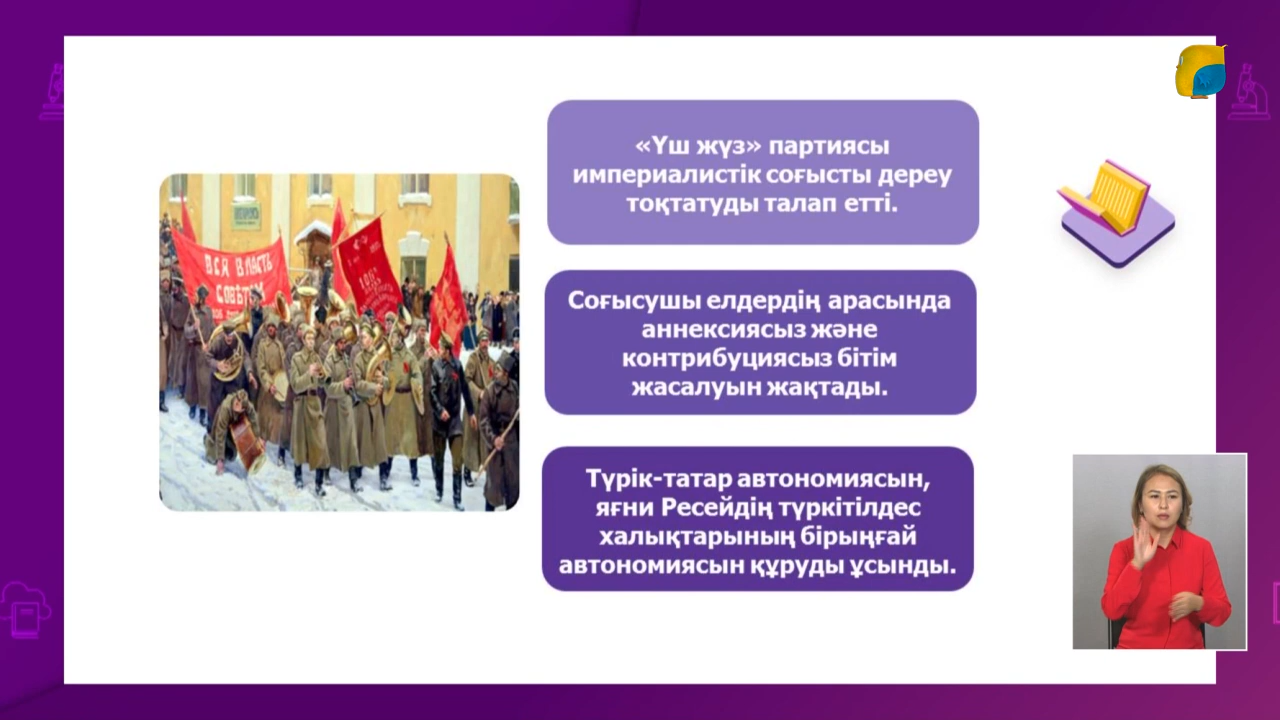 «Үш жүз» партиясы
империалистік соғысты дереу
тоқтатуды талап етті.
Соғысушы елдердің арасында
аннексиясыз және
контрибуциясыз бітім
жасалуын жақтады.
Түрік-татар автономиясын,
яғни Ресейдің түркітілдес
халықтарының бірыңғай
автономиясын құруды ұсынды.
ВСЯ ВЛАСТЬ